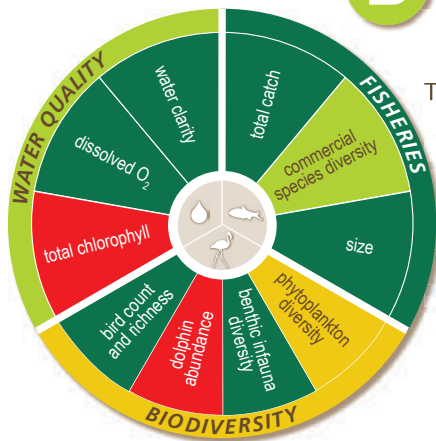 WATER QUALITY
FISHERIES
BIODIVERSITY
water clarity
dissolved O₂
total chlorophyll
total catch
commercial
species diversity
size
phytoplankton
diversity
benthic infauna
diversity
dolphin
abundance
bird count
and richness
T